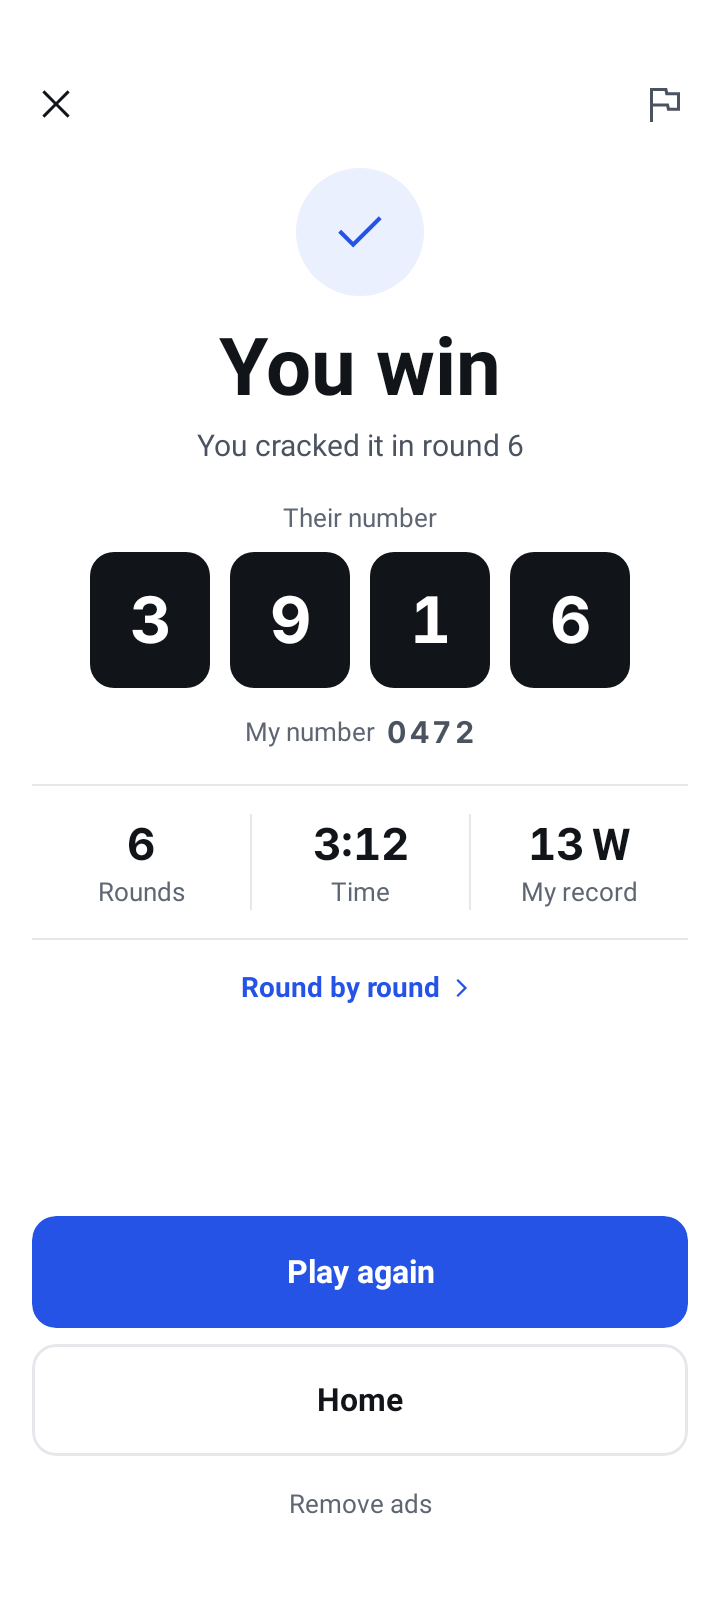 You win
You cracked it in round 6
Their number
3 9 1 6
My number 0472
6 3:12 13 W
Rounds Time My record
Round by round
Play again
Home
Remove ads